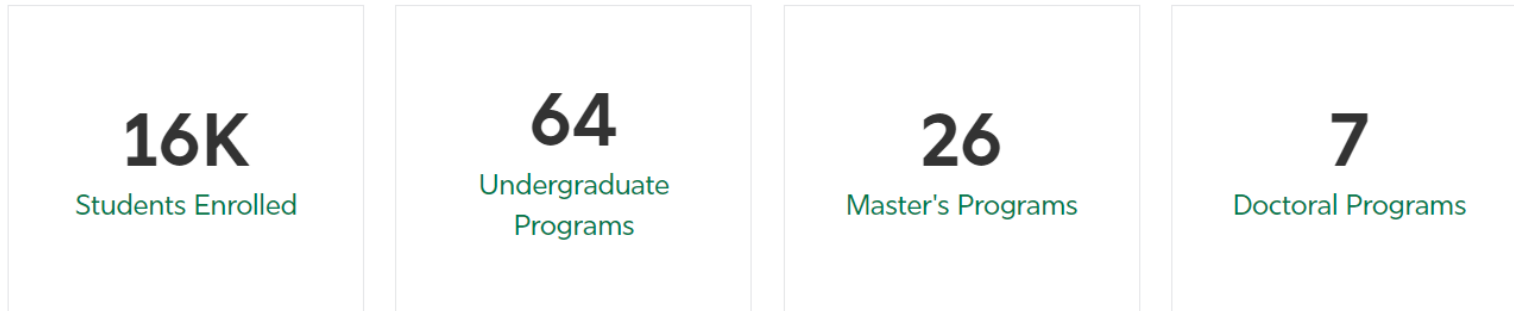 16K
Students Enrolled
64
Undergraduate
Programs
26
Master's Programs
7
Doctoral Programs